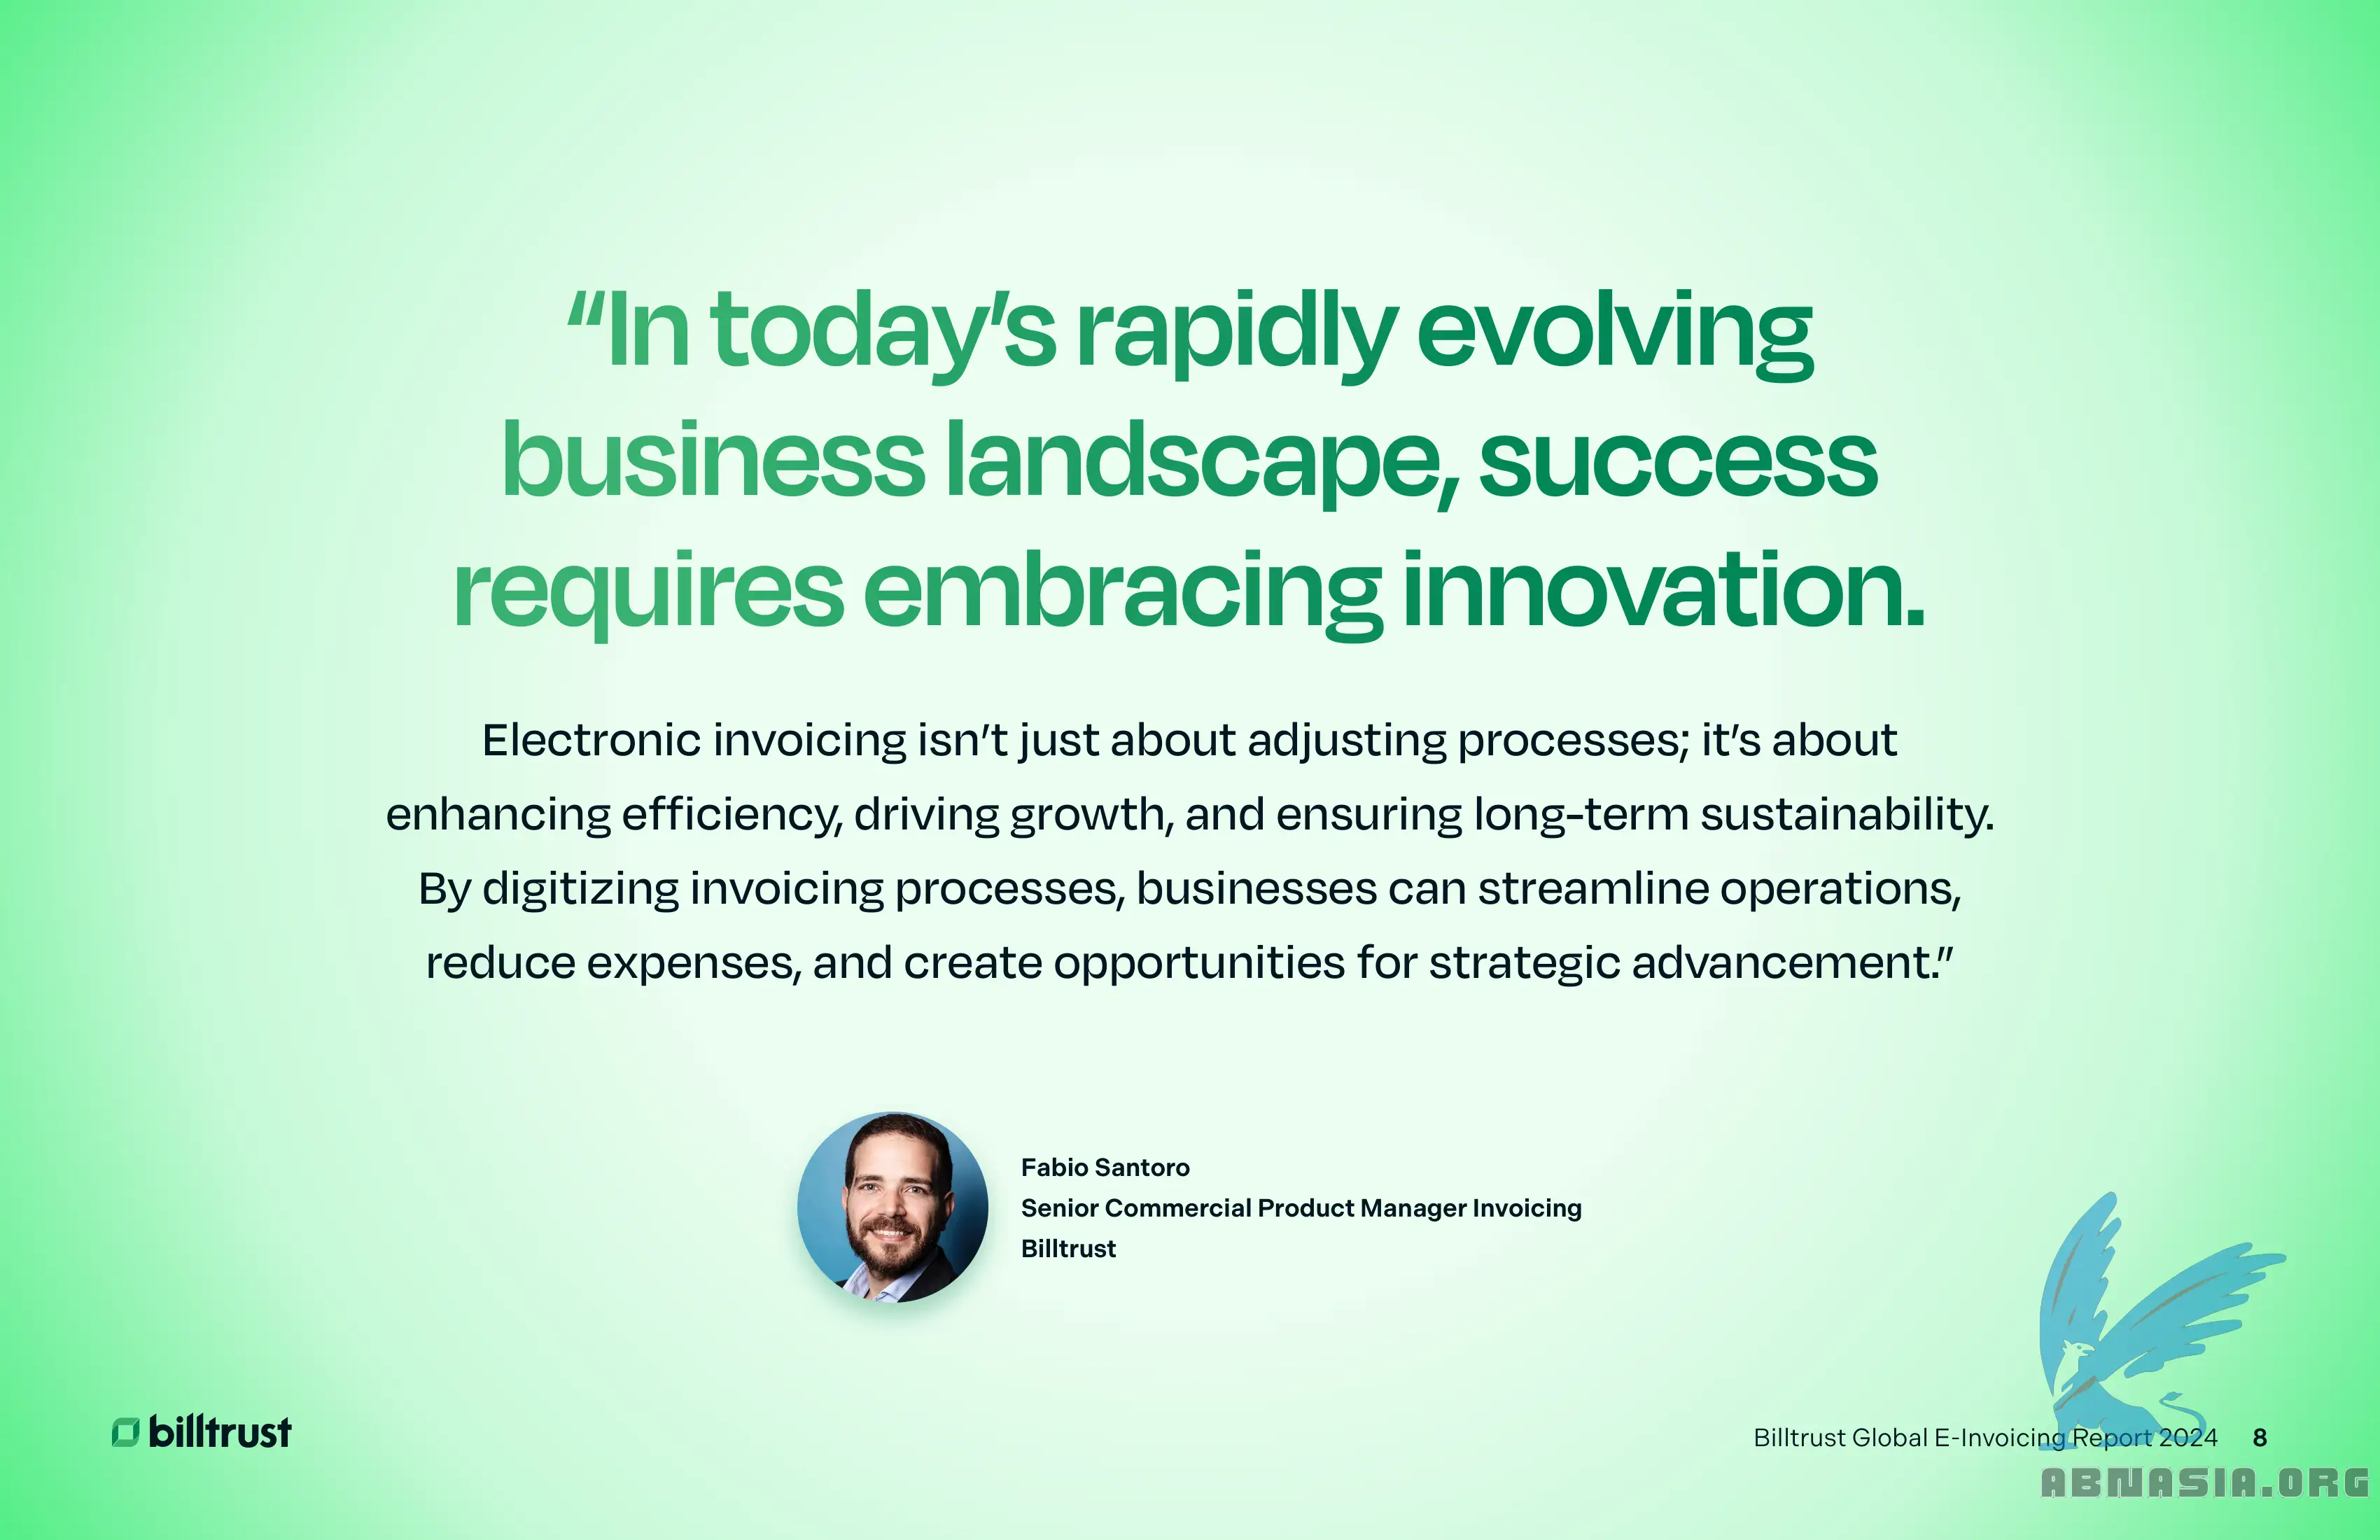 “In today’s rapidly evolving
business landscape, success
requires embracing innovation.
Electronic invoicing isn’t just about adjusting processes; it’s about
enhancing efficiency, driving growth, and ensuring long-term sustainability.
By digitizing invoicing processes, businesses can streamline operations,
reduce expenses, and create opportunities for strategic advancement.”
Fabio Santoro
Senior Commercial Product Manager Invoicing
Billtrust
billtrust
Billtrust Global E-Invoicing Report 2024 8
ABNASIA.ORG